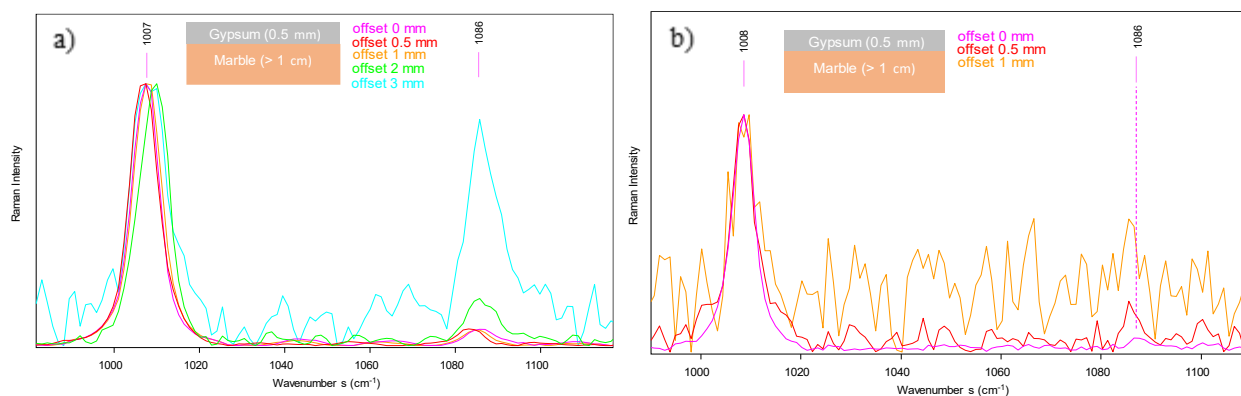 a)
1007
Gypsum (0.5 mm)
Marble (> 1 cm)
offset 0 mm
offset 0.5 mm
offset 1 mm
offset 2 mm
offset 3 mm
1086
Raman Intensity
1000
1020
1040
1060
1080
1100
Wavenumber s (cm-1)
b)
1008
Gypsum (0.5 mm)
Marble (> 1 cm)
offset 0 mm
offset 0.5 mm
offset 1 mm
1086
Raman Intensity
1000
1020
1040
1060
1080
1100
Wavenumber s (cm-1)